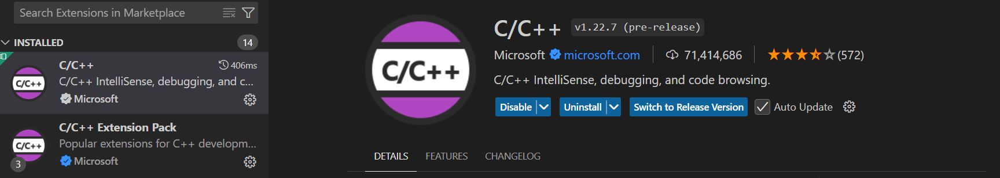 Search Extensions in Marketplace
INSTALLED
14
C/C++
406ms
C/C++ IntelliSense, debugging, and c...
Microsoft
C/C++ Extension Pack
Popular extensions for C++ developm...
Microsoft
3
C/C++
C/C++
C/C++
C/C++ v1.22.7 (pre-release)
Microsoft microsoft.com 71,414,686 (572)
C/C++ IntelliSense, debugging, and code browsing.
Disable Uninstall Switch to Release Version Auto Update
DETAILS FEATURES CHANGELOG